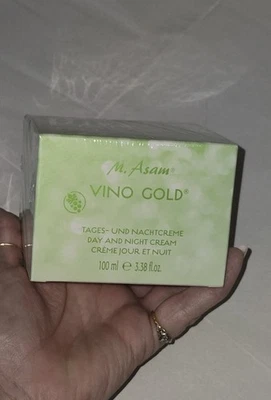 M. Asam®
VINO GOLD®
TAGES- UND NACHTCREME
DAY AND NIGHT CREAM
CRÈME JOUR ET NUIT
100 ml ℮ 3.38 fl.oz.